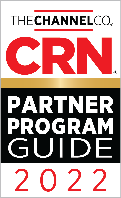 THE CHANNEL CO.
CRN
PARTNER
PROGRAM
GUIDE
2022